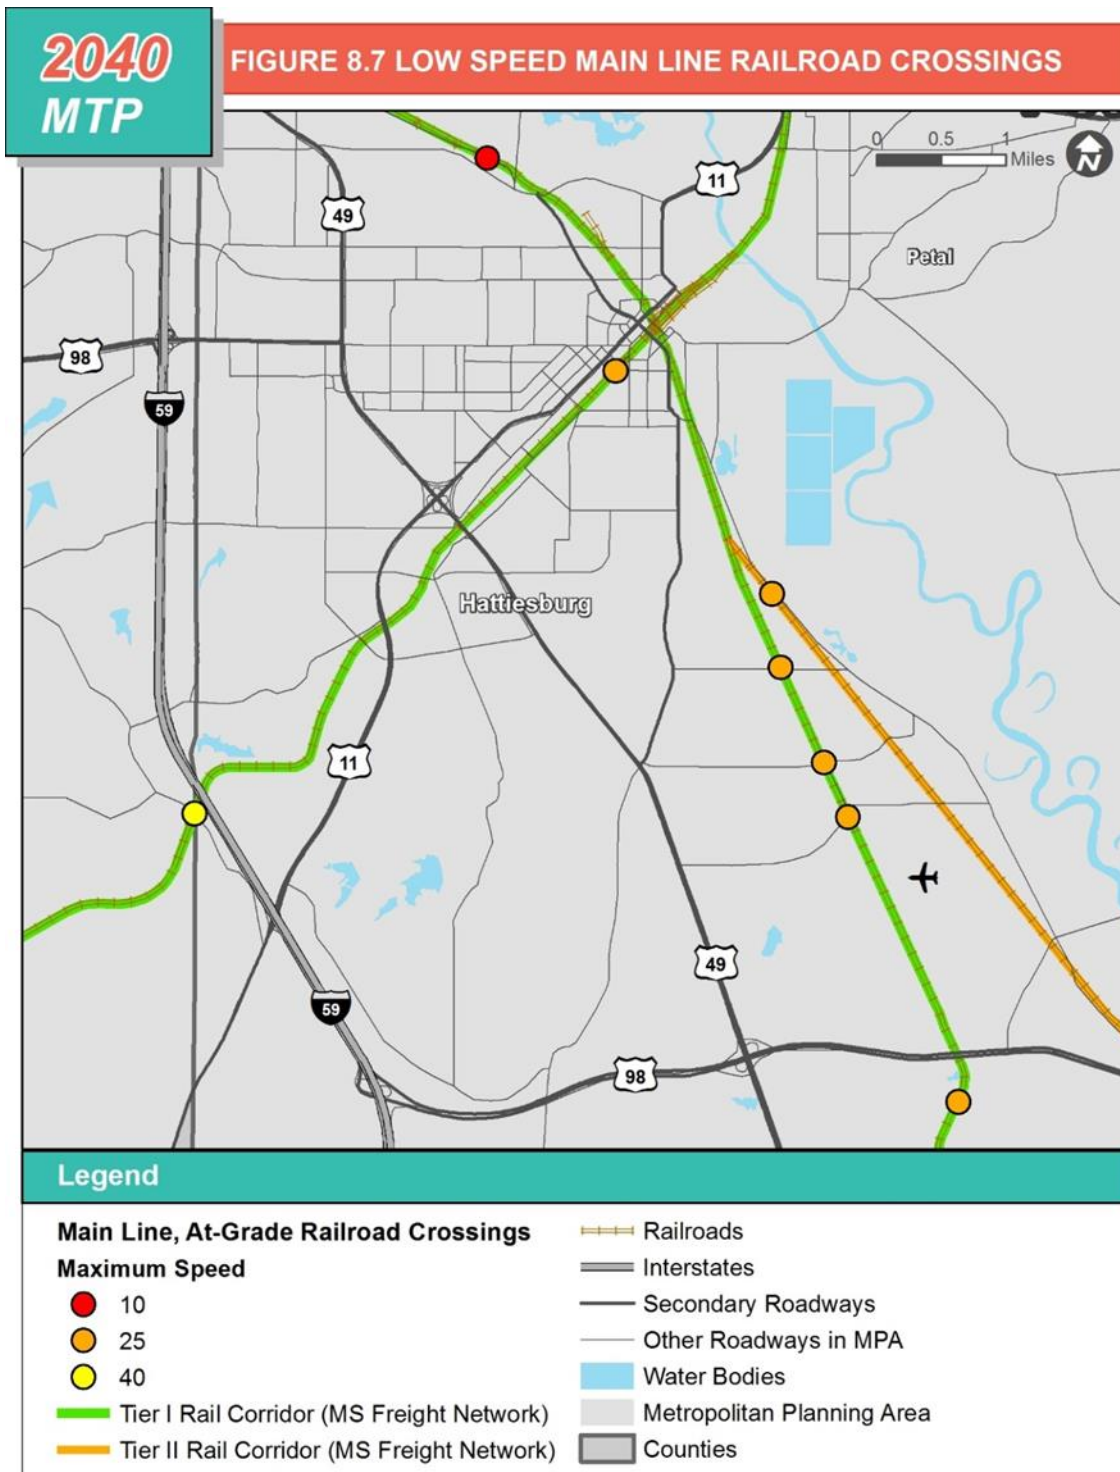 2040
MTP
FIGURE 8.7 LOW SPEED MAIN LINE RAILROAD CROSSINGS
0 0.5 1
Miles
N
11
49
Petal
98
59
Hattiesburg
11
49
59
98
Legend
Main Line, At-Grade Railroad Crossings
Maximum Speed
10
25
40
Tier I Rail Corridor (MS Freight Network)
Tier II Rail Corridor (MS Freight Network)
Railroads
Interstates
Secondary Roadways
Other Roadways in MPA
Water Bodies
Metropolitan Planning Area
Counties